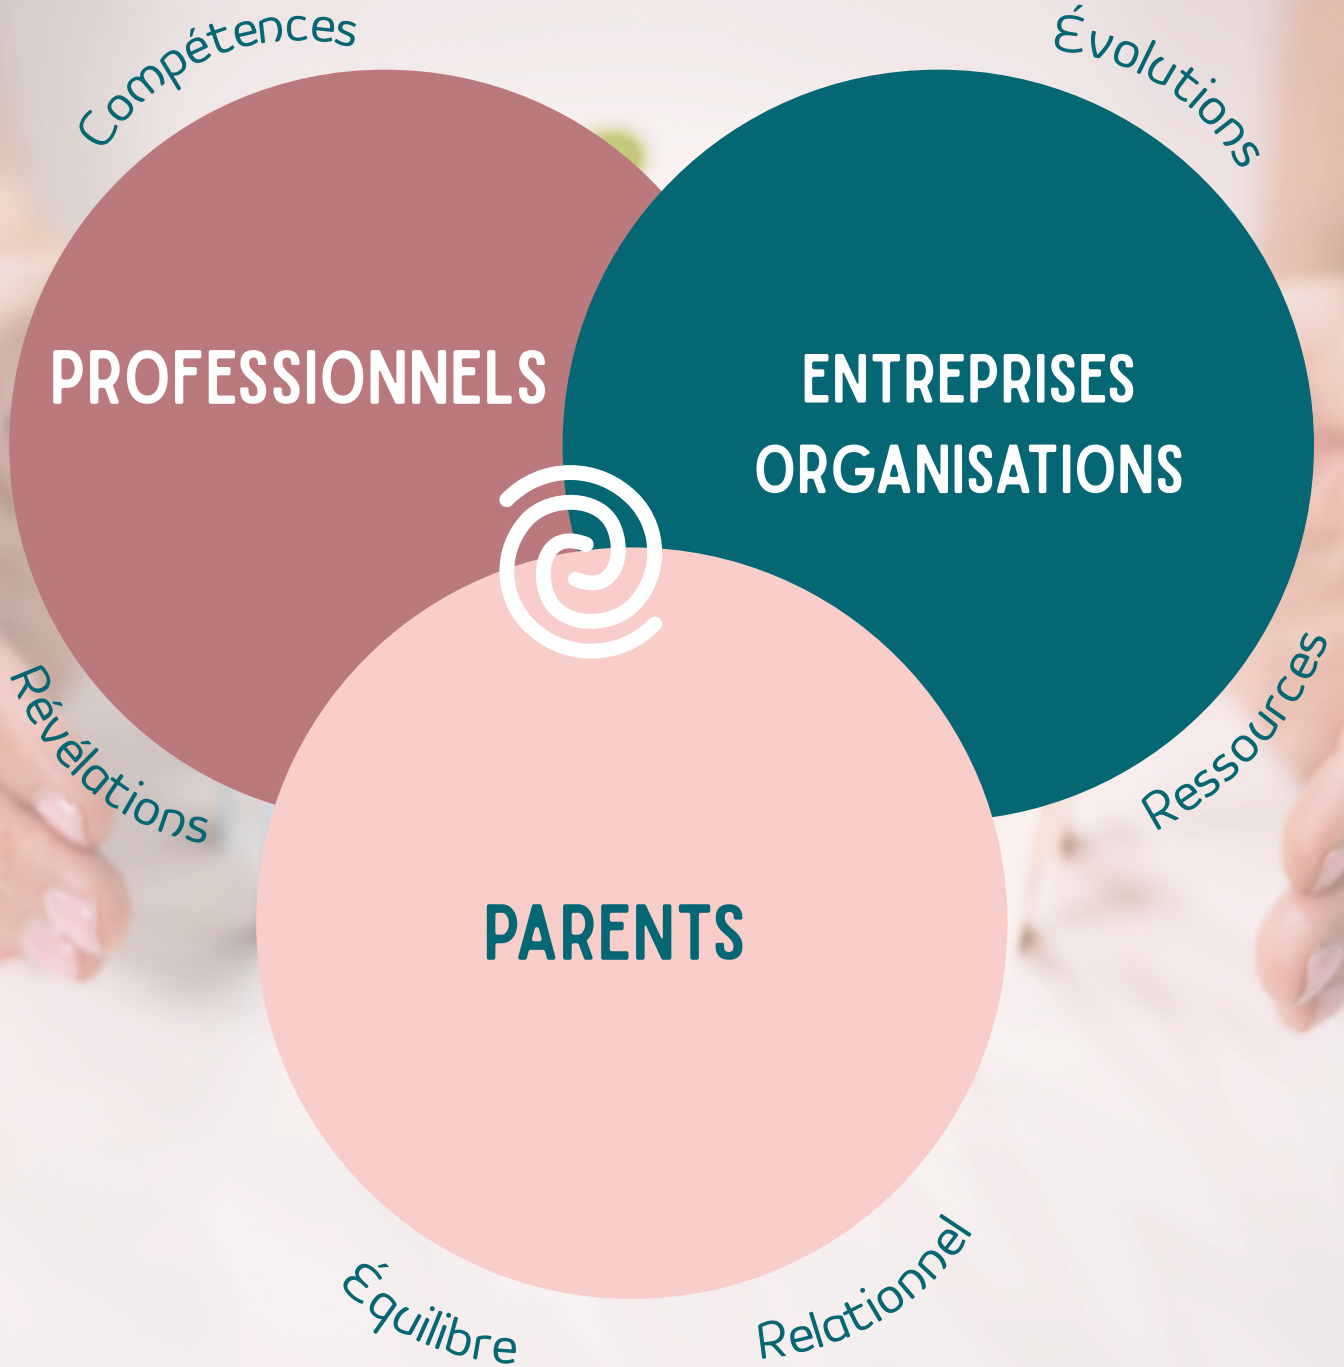 Compétences
Évolutions
PROFESSIONNELS
ENTREPRISES
ORGANISATIONS
Révélations
Ressources
PARENTS
Équilibre
Relationnel